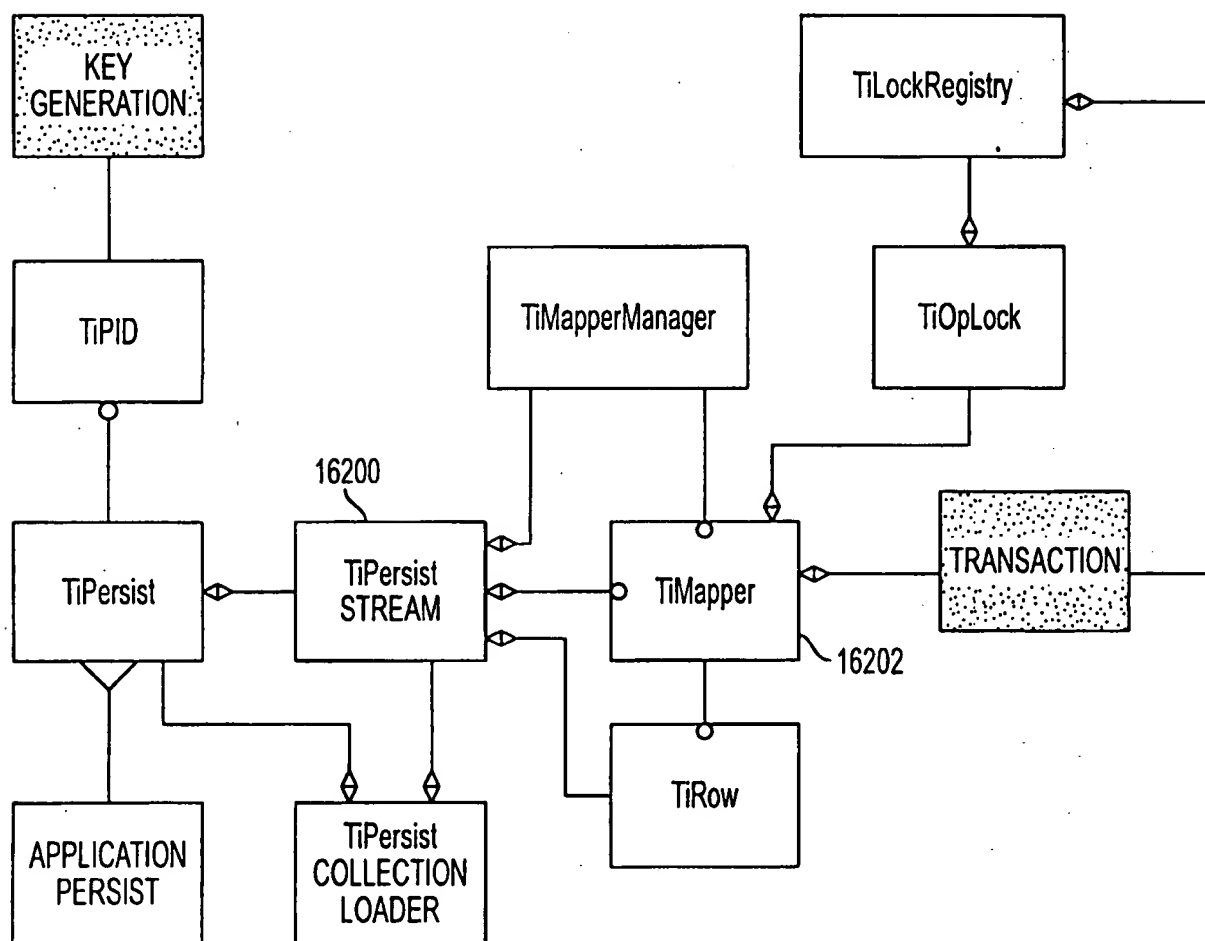 KEY
GENERATION
TiLockRegistry
TiPID
TiMapperManager
TiOpLock
16200
TiPersist
TiPersist
STREAM
TiMapper
TRANSACTION
16202
APPLICATION
PERSIST
TiPersist
COLLECTION
LOADER
TiRow